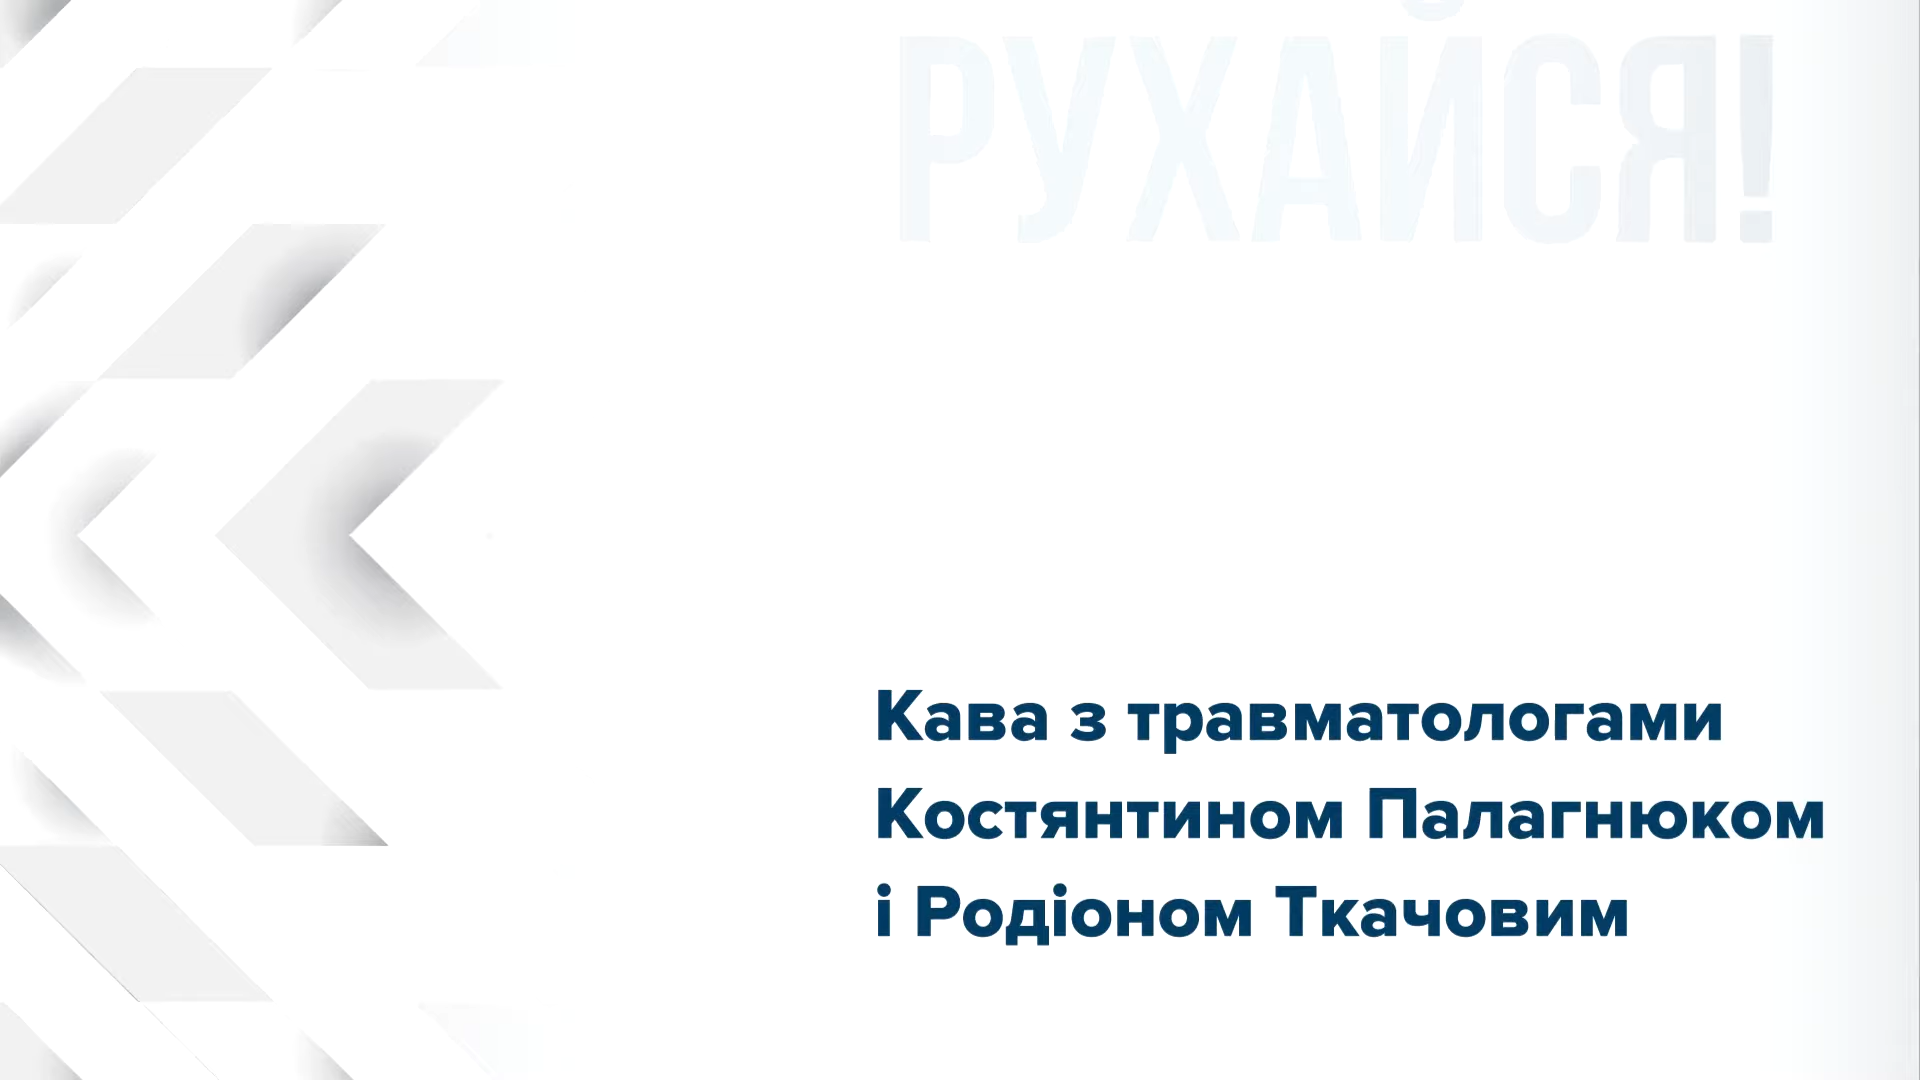 РУХАЙСЯ!
Кава з травматологами
Костянтином Палагнюком
і Родіоном Ткачовим